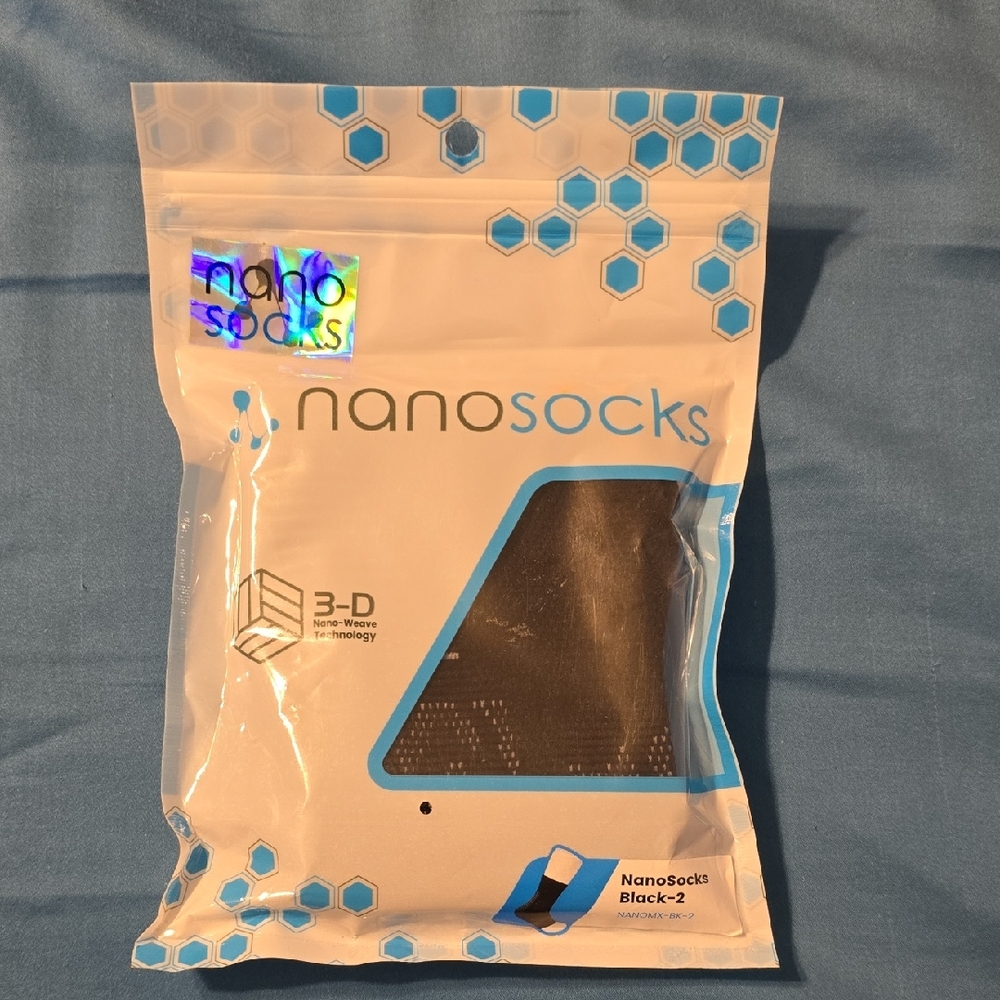 nano
socks
nanosocks
3-D
Nano-Weave
Technology
NanoSocks
Black-2
NANOMX-BK-2